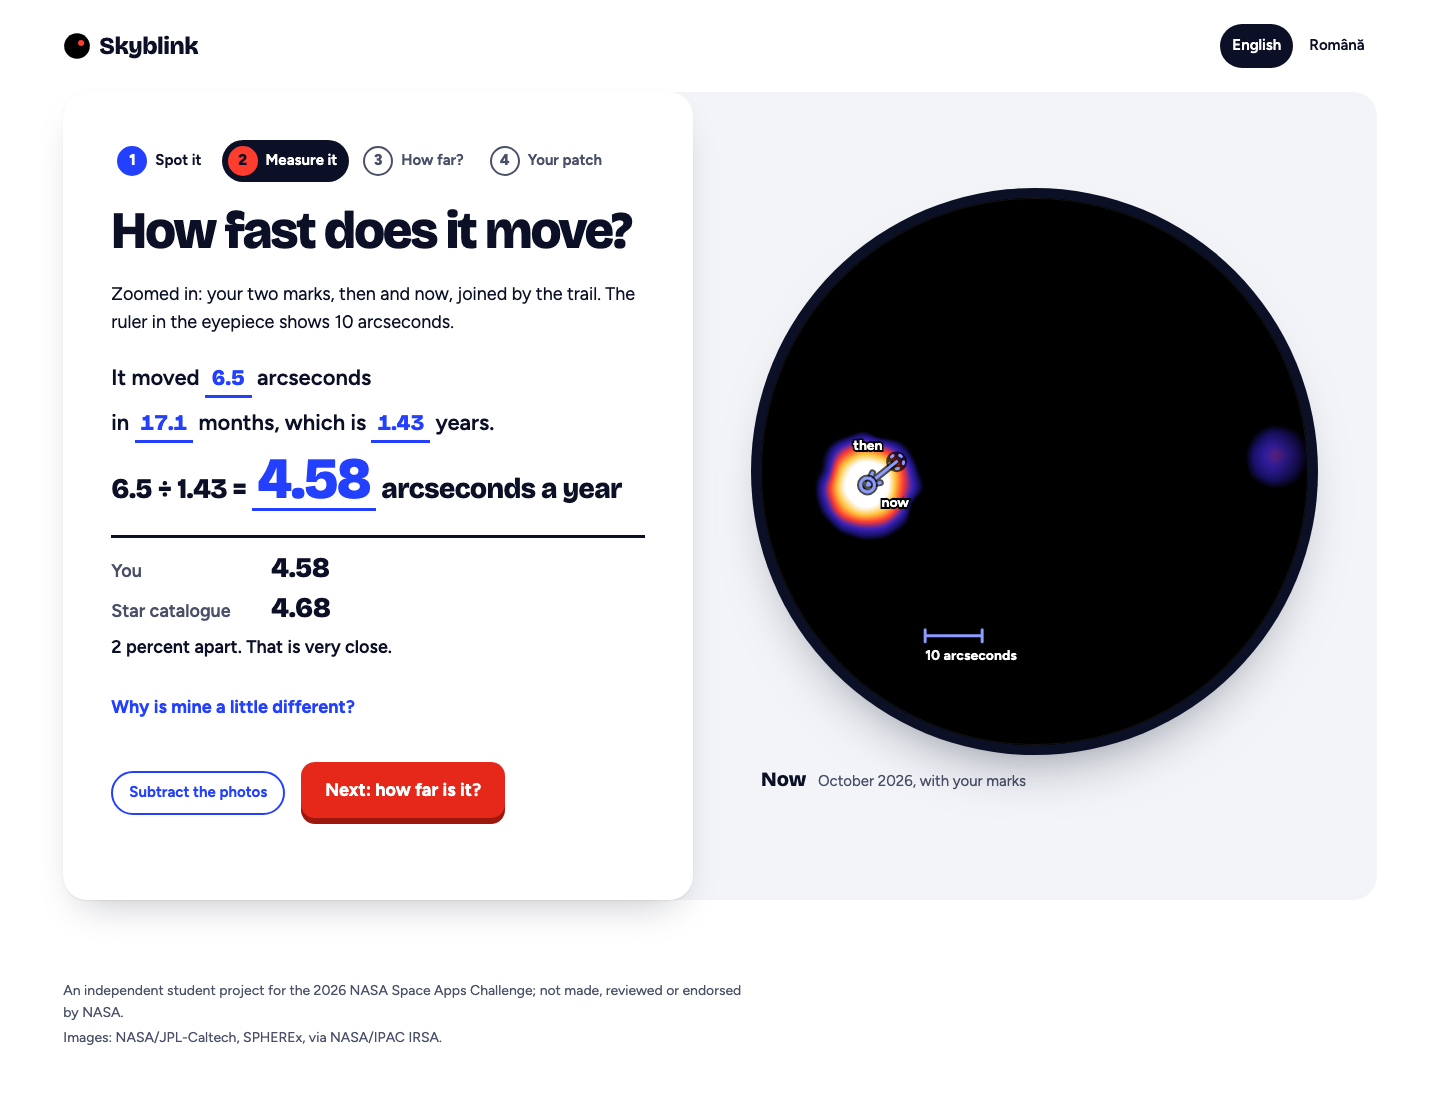 Skyblink
English Română
1 Spot it 2 Measure it 3 How far? 4 Your patch
How fast does it move?
Zoomed in: your two marks, then and now, joined by the trail. The
ruler in the eyepiece shows 10 arcseconds.
It moved 6.5 arcseconds
in 17.1 months, which is 1.43 years.
6.5 ÷ 1.43 = 4.58 arcseconds a year
You 4.58
Star catalogue 4.68
2 percent apart. That is very close.
Why is mine a little different?
Subtract the photos Next: how far is it?
then
now
10 arcseconds
Now October 2026, with your marks
An independent student project for the 2026 NASA Space Apps Challenge; not made, reviewed or endorsed
by NASA.
Images: NASA/JPL-Caltech, SPHEREx, via NASA/IPAC IRSA.